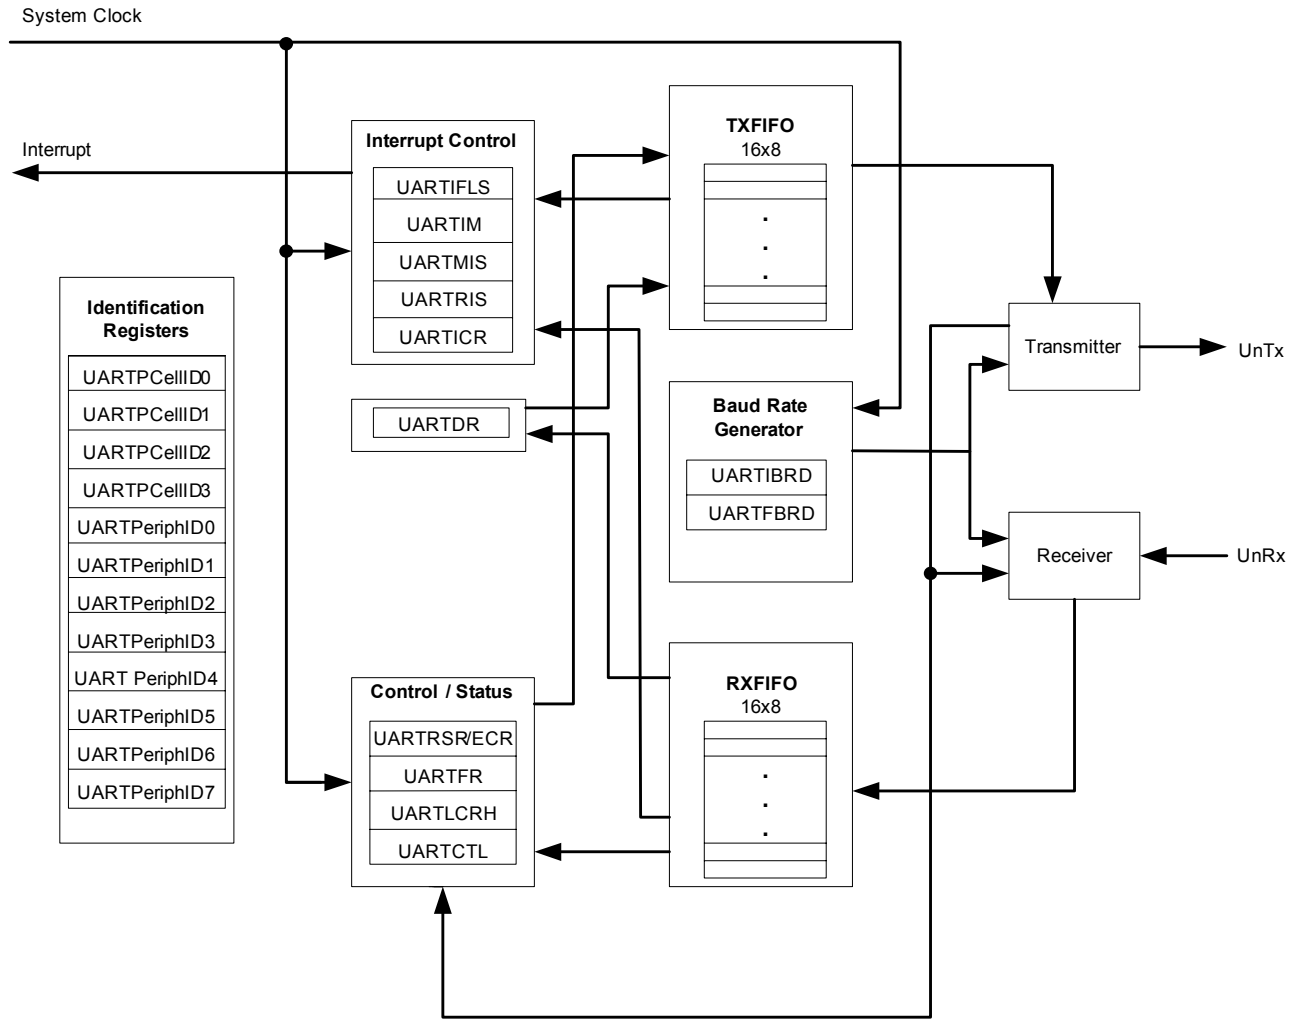 System Clock
Interrupt
Identification
Registers
UARTPCellID0
UARTPCellID1
UARTPCellID2
UARTPCellID3
UARTPeriphID0
UARTPeriphID1
UARTPeriphID2
UARTPeriphID3
UART PeriphID4
UARTPeriphID5
UARTPeriphID6
UARTPeriphID7
Interrupt Control
UARTIFLS
UARTIM
UARTMIS
UARTRIS
UARTICR
UARTDR
Control / Status
UARTRSR/ECR
UARTFR
UARTLCRH
UARTCTL
TXFIFO
16x8
.
.
.
Baud Rate
Generator
UARTIBRD
UARTFBRD
RXFIFO
16x8
.
.
.
Transmitter
UnTx
Receiver
UnRx